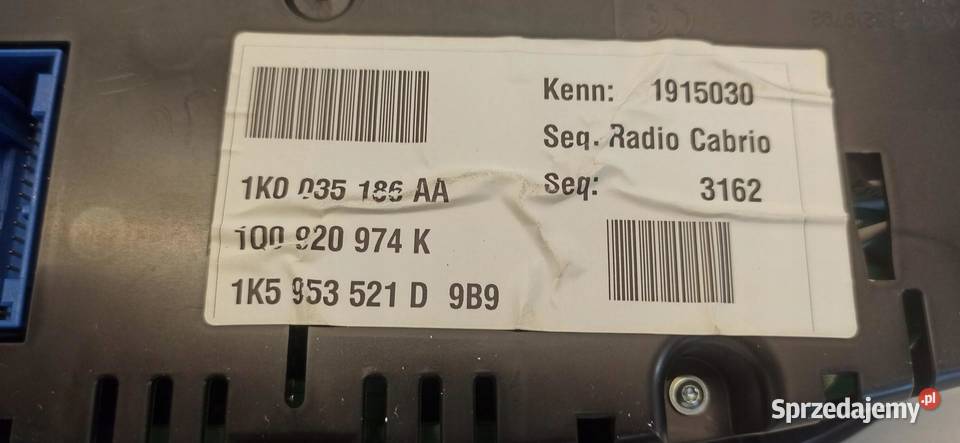 Kenn: 1915030
Seq. Radio Cabrio
Seq: 3162
1K0 035 186 AA
1Q0 920 974 K
1K5 953 521 D 9B9
Sprzedajemy.pl